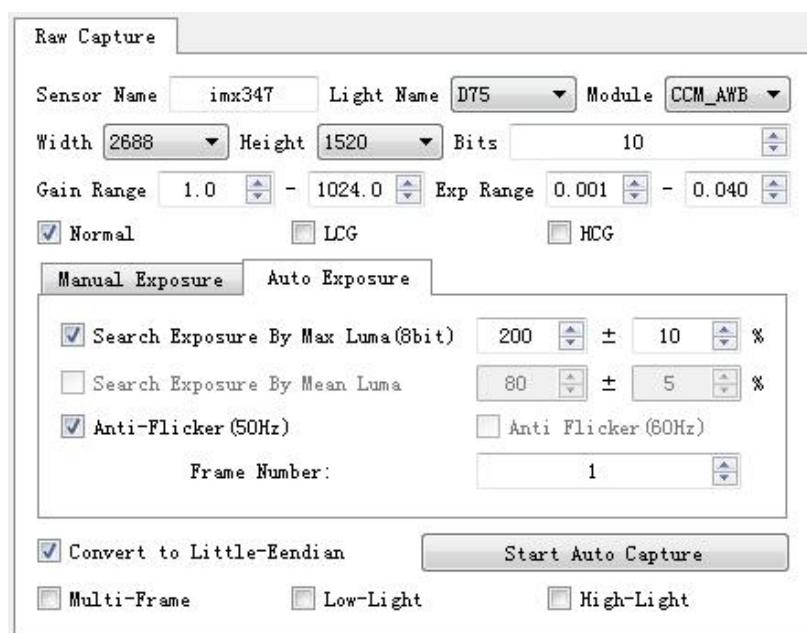 Raw Capture
Sensor Name imx347 Light Name D75 Module CCM_AWB
Width 2688 Height 1520 Bits 10
Gain Range 1.0 - 1024.0 Exp Range 0.001 - 0.040
Normal LCG HCG
Manual Exposure Auto Exposure
Search Exposure By Max Luma(8bit) 200 ± 10 %
Search Exposure By Mean Luma 80 ± 5 %
Anti-Flicker(50Hz) Anti Flicker(60Hz)
Frame Number: 1
Convert to Little-Eendian Start Auto Capture
Multi-Frame Low-Light High-Light